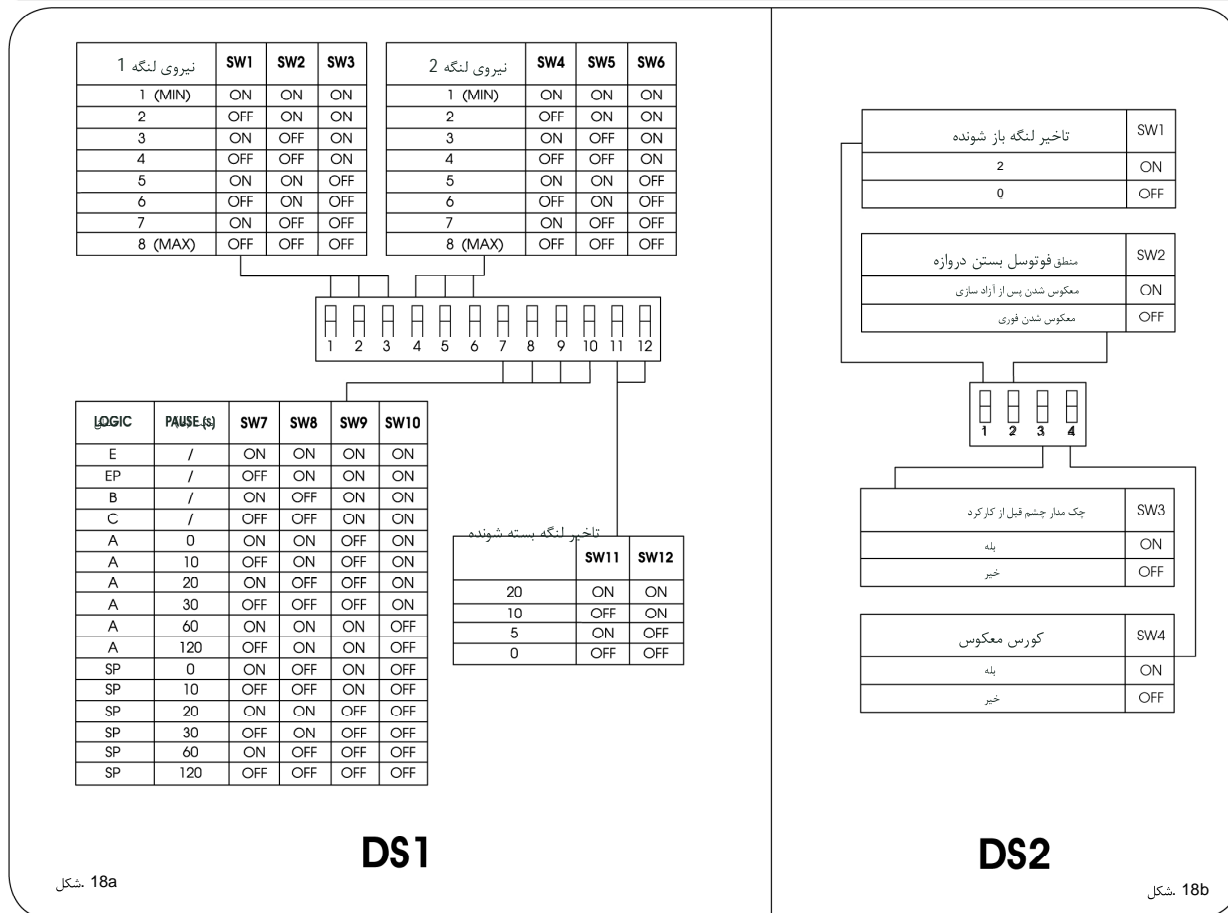 نیروی لنگه 1 SW1 SW2 SW3
1 (MIN) ON ON ON
2 OFF ON ON
3 ON OFF ON
4 OFF OFF ON
5 ON ON OFF
6 OFF ON OFF
7 ON OFF OFF
8 (MAX) OFF OFF OFF
نیروی لنگه 2 SW4 SW5 SW6
1 (MIN) ON ON ON
2 OFF ON ON
3 ON OFF ON
4 OFF OFF ON
5 ON ON OFF
6 OFF ON OFF
7 ON OFF OFF
8 (MAX) OFF OFF OFF
1 2 3 4 5 6 7 8 9 10 11 12
LOGIC PAUSE (s) SW7 SW8 SW9 SW10
E / ON ON ON ON
EP / OFF ON ON ON
B / ON OFF ON ON
C / OFF OFF ON ON
A 0 ON ON OFF ON
A 10 OFF ON OFF ON
A 20 ON OFF OFF ON
A 30 OFF OFF OFF ON
A 60 ON ON ON OFF
A 120 OFF ON ON OFF
SP 0 ON OFF ON OFF
SP 10 OFF OFF ON OFF
SP 20 ON ON OFF OFF
SP 30 OFF ON OFF OFF
SP 60 ON OFF OFF OFF
SP 120 OFF OFF OFF OFF
تاخیر لنگه بسته شونده
SW11 SW12
20 ON ON
10 OFF ON
5 ON OFF
0 OFF OFF
DS1
شکل. 18a
تاخیر لنگه باز شونده SW1
2 ON
0 OFF
منطق فوتوسل بستن دروازه SW2
معکوس شدن پس از آزاد سازی ON
معکوس شدن فوری OFF
1 2 3 4
چک مدار چشم قبل از کارکرد SW3
بله ON
خیر OFF
کورس معکوس SW4
بله ON
خیر OFF
DS2
شکل. 18b